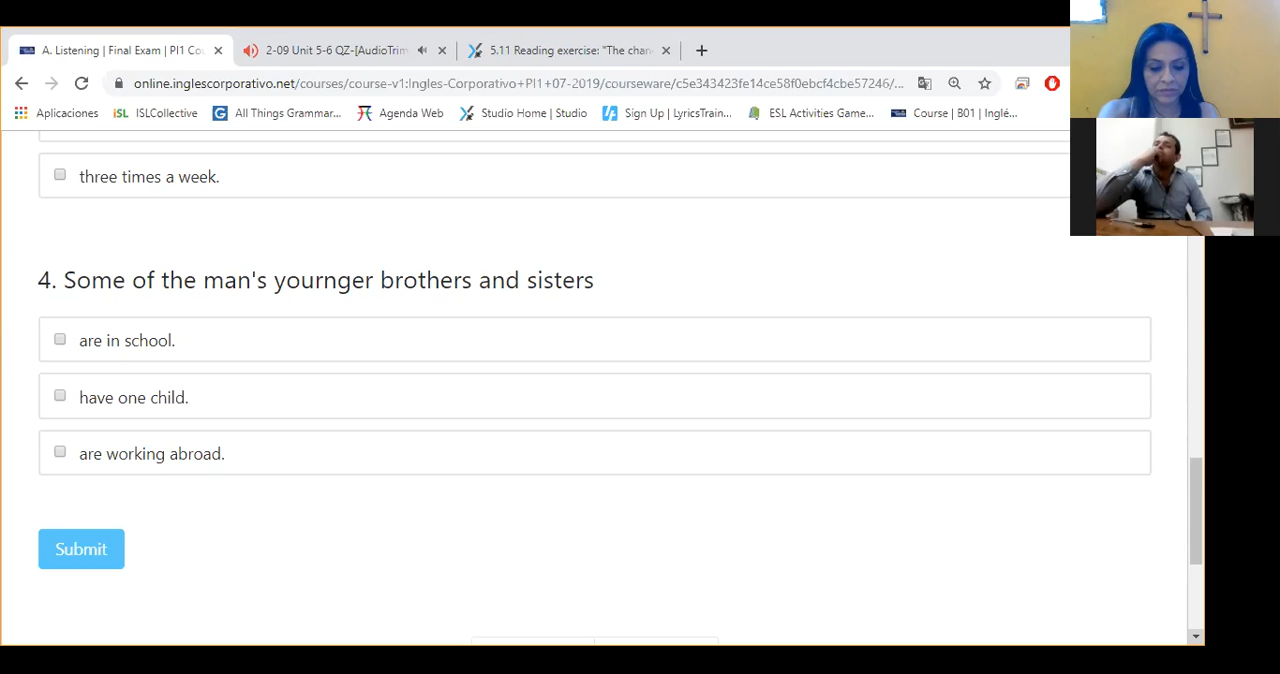 A. Listening | Final Exam | PI1 Co
2-09 Unit 5-6 QZ-[AudioTrim
5.11 Reading exercise: "The chan
online.inglescorporativo.net/courses/course-v1:Ingles-Corporativo+PI1+07-2019/courseware/c5e343423fe14ce58f0ebcf4cbe57246/...
Aplicaciones iSL ISLCollective G All Things Grammar... Agenda Web Studio Home | Studio Sign Up | LyricsTrain... ESL Activities Game... Course | B01 | Inglé...
three times a week.
4. Some of the man's yournger brothers and sisters
are in school.
have one child.
are working abroad.
Submit